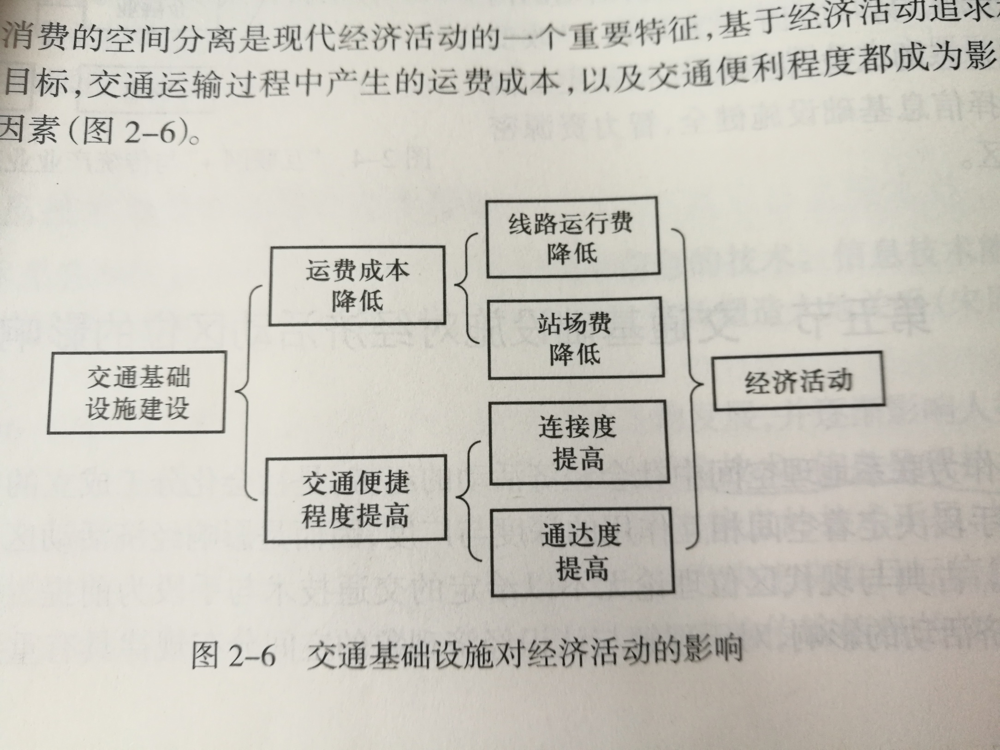 消费的空间分离是现代经济活动的一个重要特征，基于经济活动追求
目标，交通运输过程中产生的运费成本，以及交通便利程度都成为影
因素（图 2-6）。
线路运行费
降低
运费成本
降低
站场费
降低
交通基础
设施建设
经济活动
连接度
提高
交通便捷
程度提高
通达度
提高
图 2-6 交通基础设施对经济活动的影响